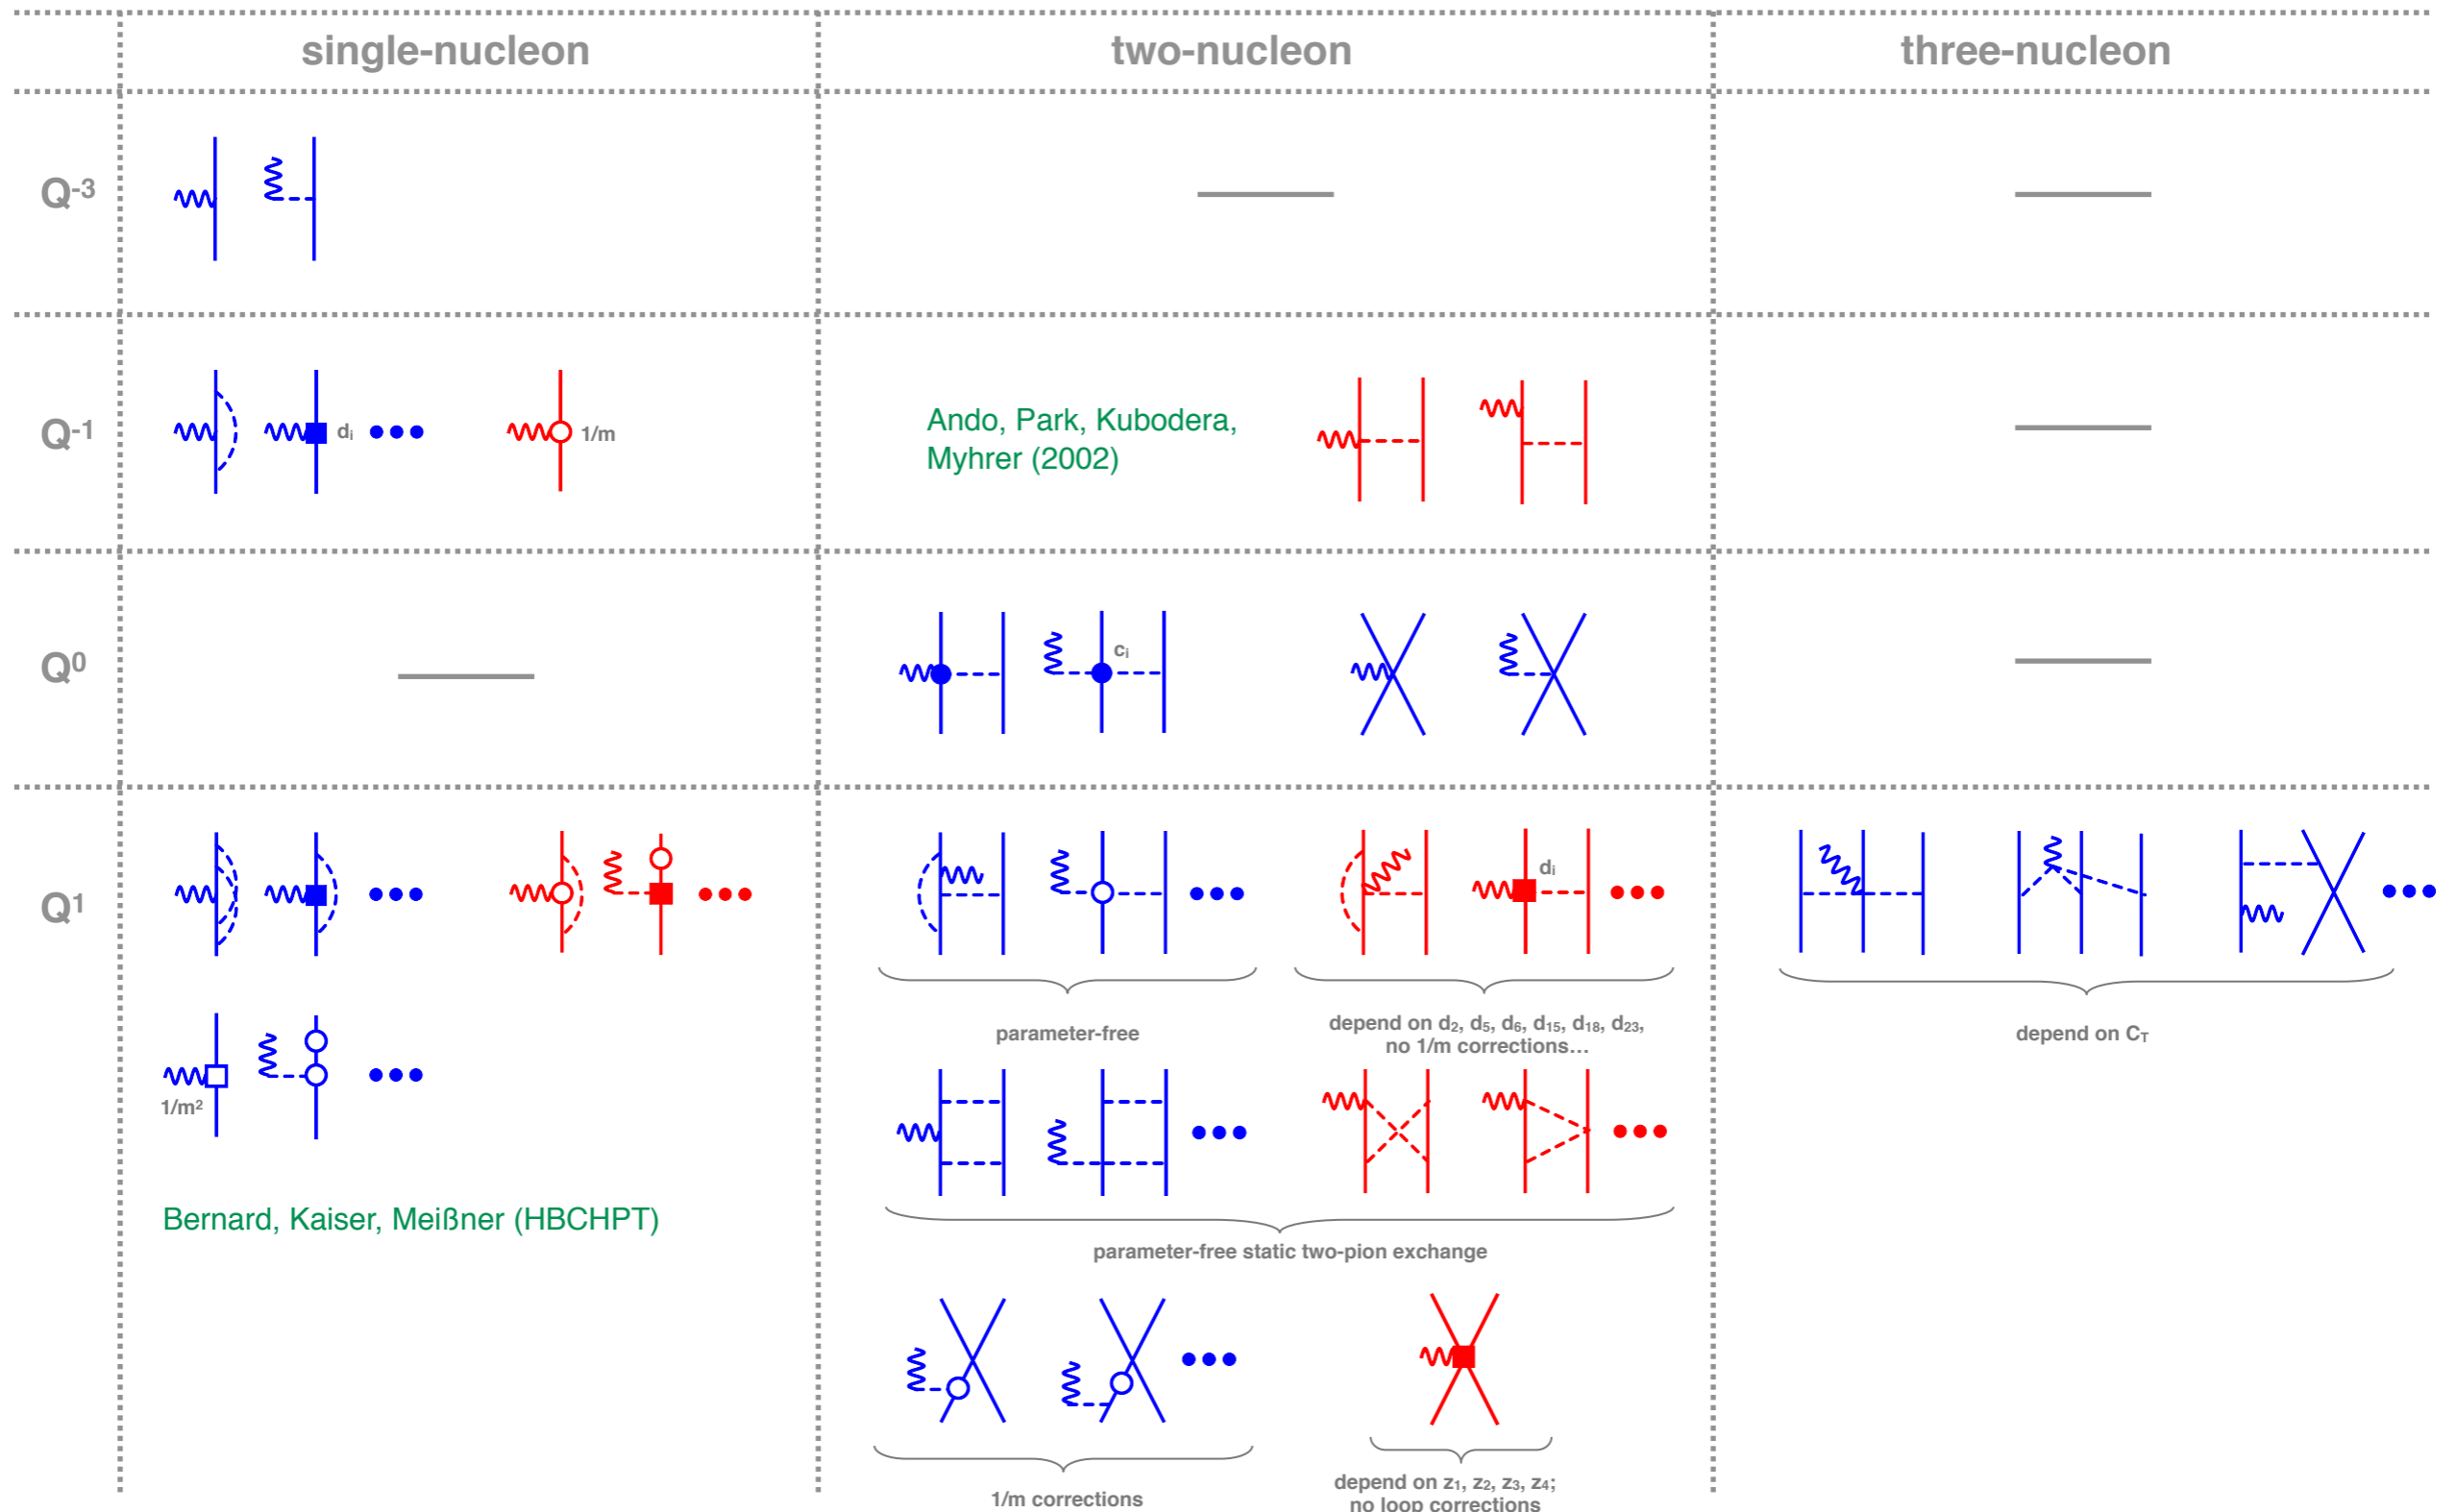 single-nucleon
two-nucleon
three-nucleon
Q⁻³
Q⁻¹
dᵢ
1/m
Ando, Park, Kubodera,
Myhrer (2002)
Q⁰
cᵢ
Q¹
dᵢ
parameter-free
depend on d₂, d₅, d₆, d₁₅, d₁₈, d₂₃,
no 1/m corrections…
depend on C_T
1/m²
Bernard, Kaiser, Meißner (HBCHPT)
parameter-free static two-pion exchange
1/m corrections
depend on z₁, z₂, z₃, z₄;
no loop corrections